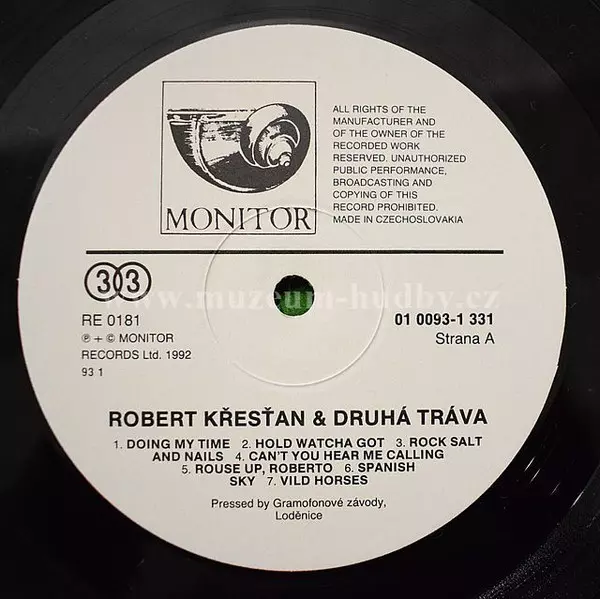 ALL RIGHTS OF THE
MANUFACTURER AND
OF THE OWNER OF THE
RECORDED WORK
RESERVED. UNAUTHORIZED
PUBLIC PERFORMANCE,
BROADCASTING AND
COPYING OF THIS
RECORD PROHIBITED.
MADE IN CZECHOSLOVAKIA
MONITOR
33
www.muzeum-hudby.cz
RE 0181
℗ + © MONITOR
RECORDS Ltd. 1992
93 1
01 0093-1 331
Strana A
ROBERT KŘESŤAN & DRUHÁ TRÁVA
1. DOING MY TIME 2. HOLD WATCHA GOT 3. ROCK SALT
AND NAILS 4. CAN'T YOU HEAR ME CALLING
5. ROUSE UP, ROBERTO 6. SPANISH
SKY 7. VILD HORSES
Pressed by Gramofonové závody,
Loděnice